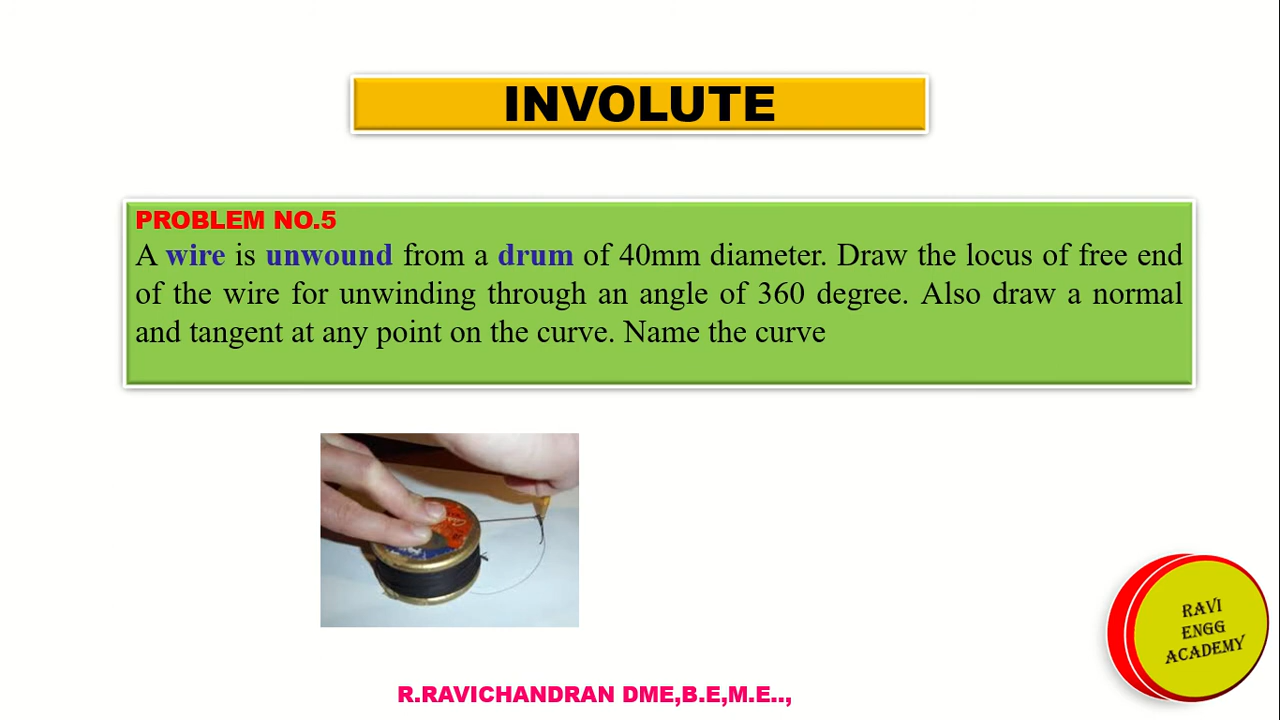 INVOLUTE
PROBLEM NO.5
A wire is unwound from a drum of 40mm diameter. Draw the locus of free end
of the wire for unwinding through an angle of 360 degree. Also draw a normal
and tangent at any point on the curve. Name the curve
RAVI
ENGG
ACADEMY
R.RAVICHANDRAN DME,B.E,M.E..,